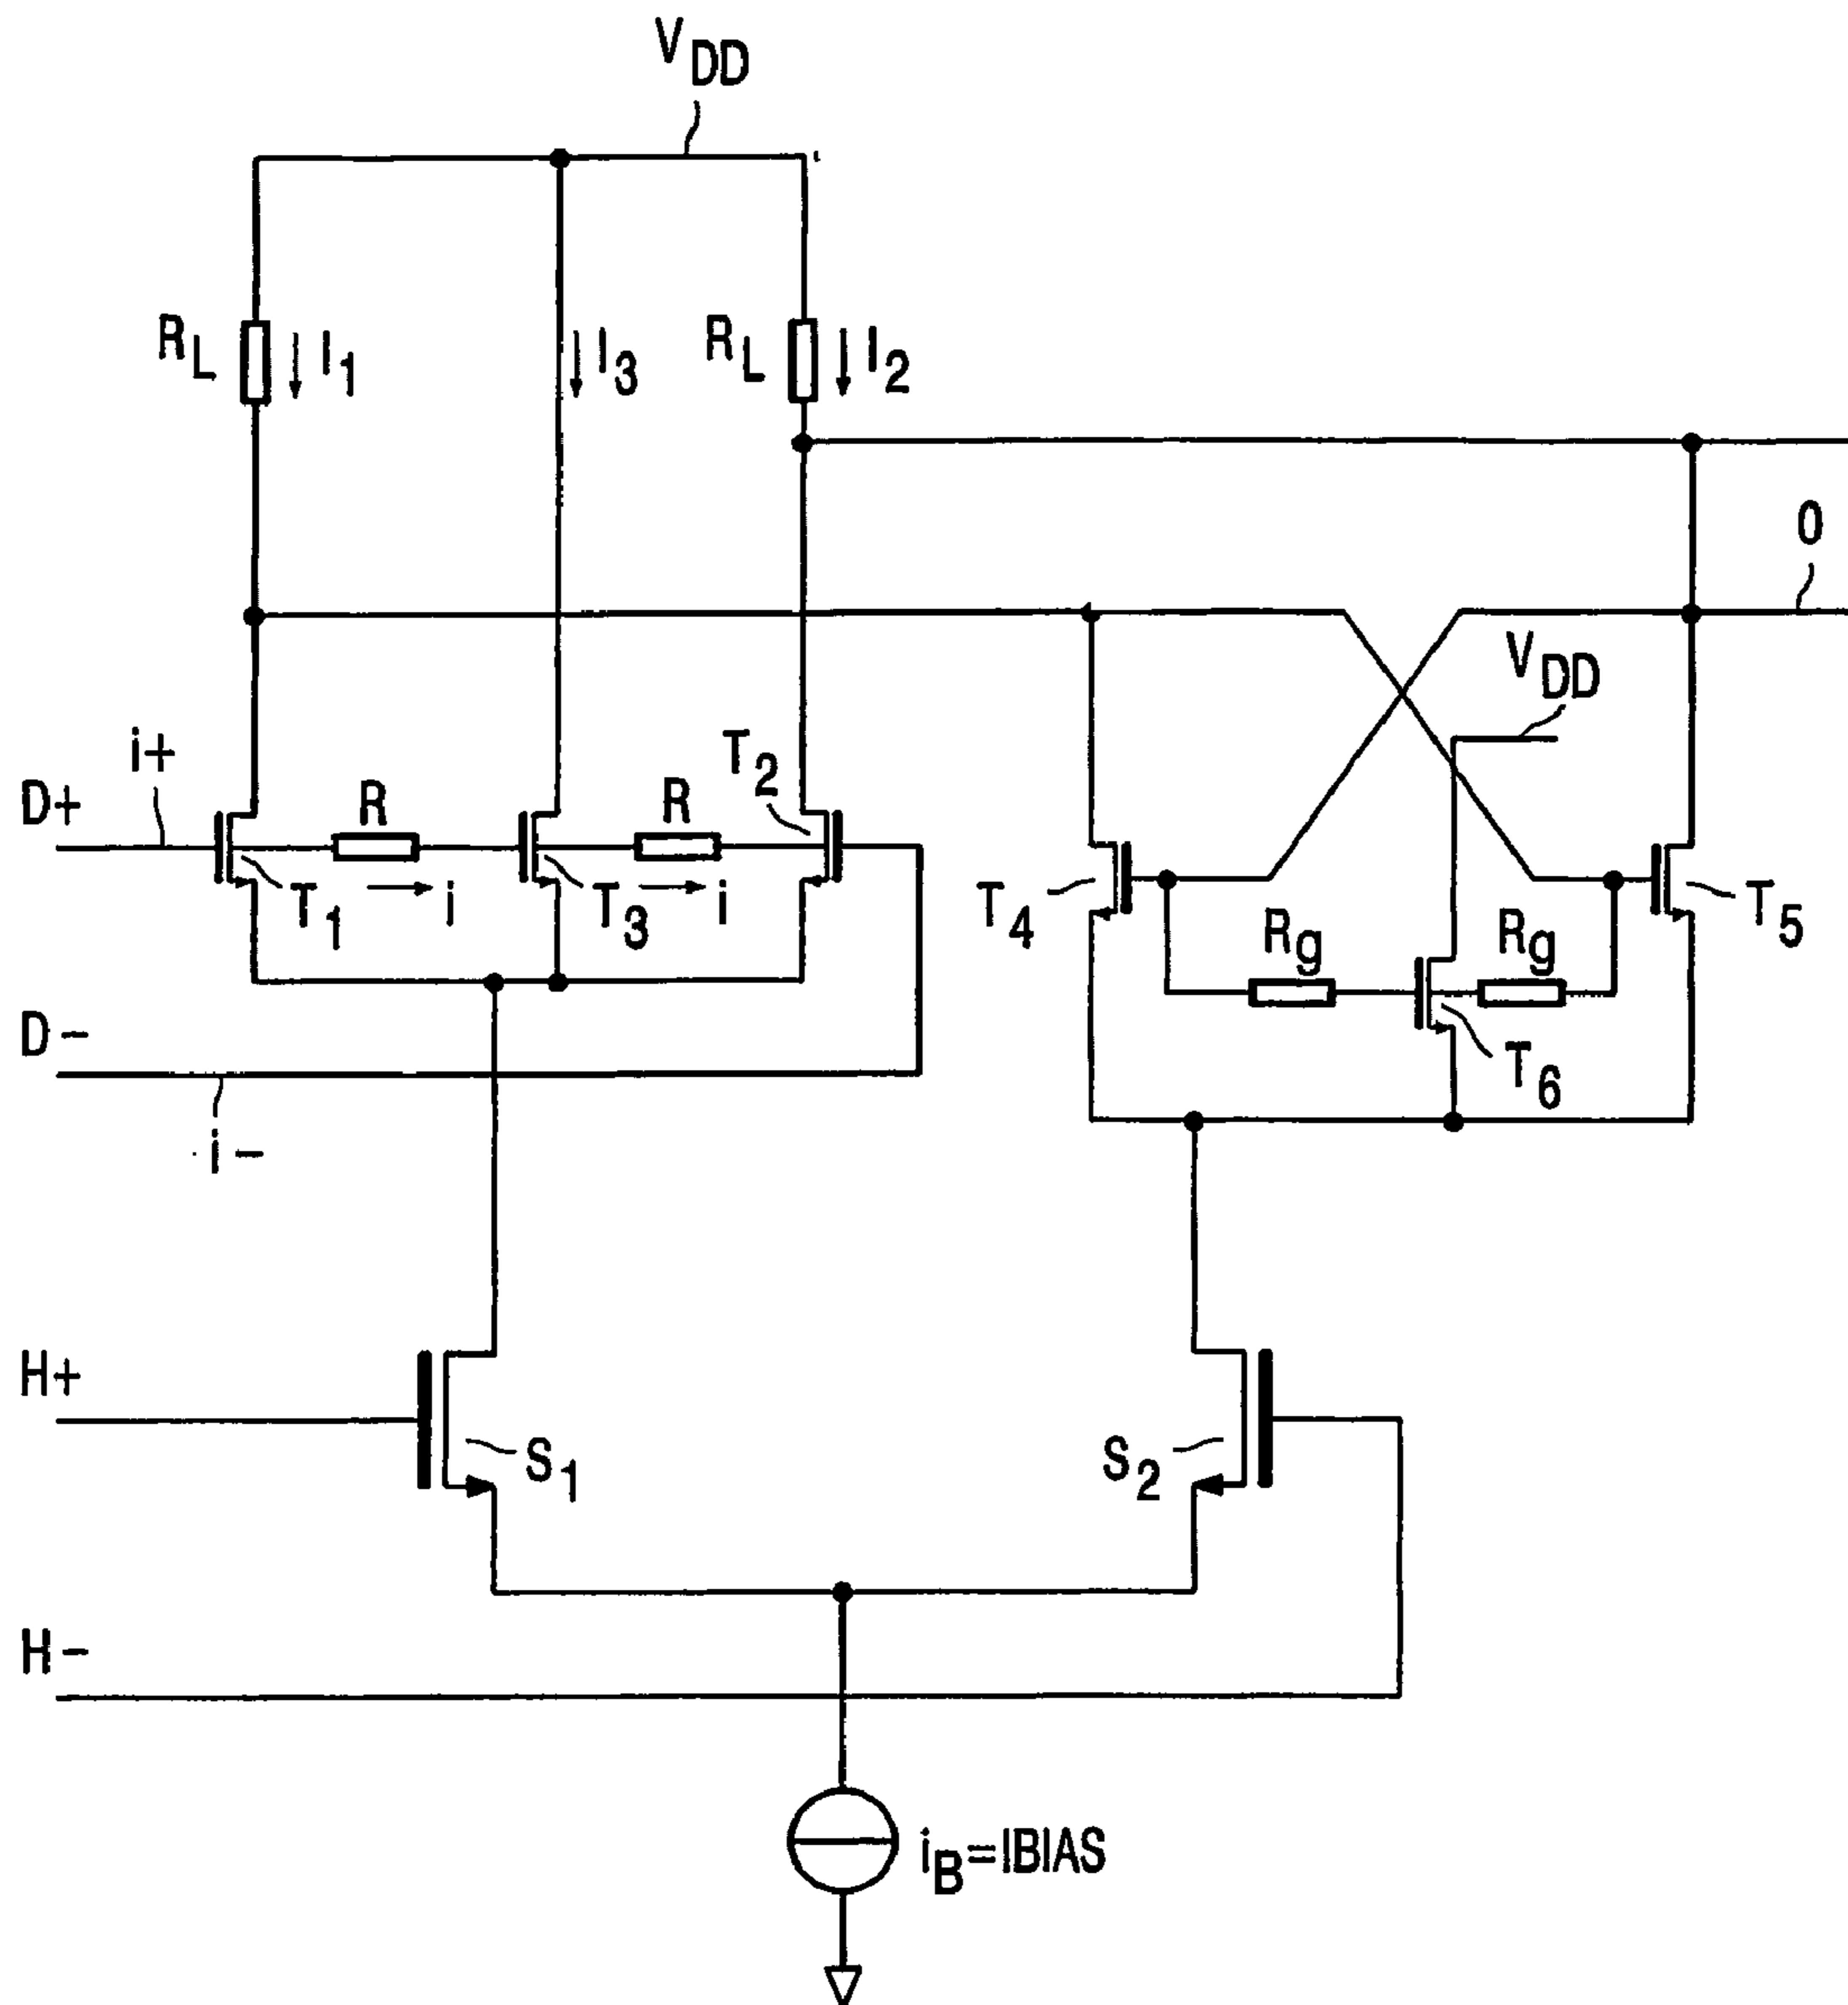 VDD
RL I1 I3 RL I2
0
VDD
i+ T2
D+ R R
T1 i T3 i T4 T5
Rg Rg
D-
T6
i-
H+
S1 S2
H-
iB=IBIAS